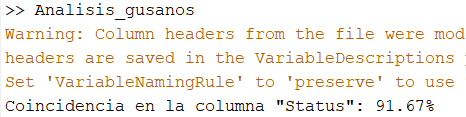 >> Analisis_gusanos
Warning: Column headers from the file were mod
headers are saved in the VariableDescriptions
Set 'VariableNamingRule' to 'preserve' to use
Coincidencia en la columna "Status": 91.67%